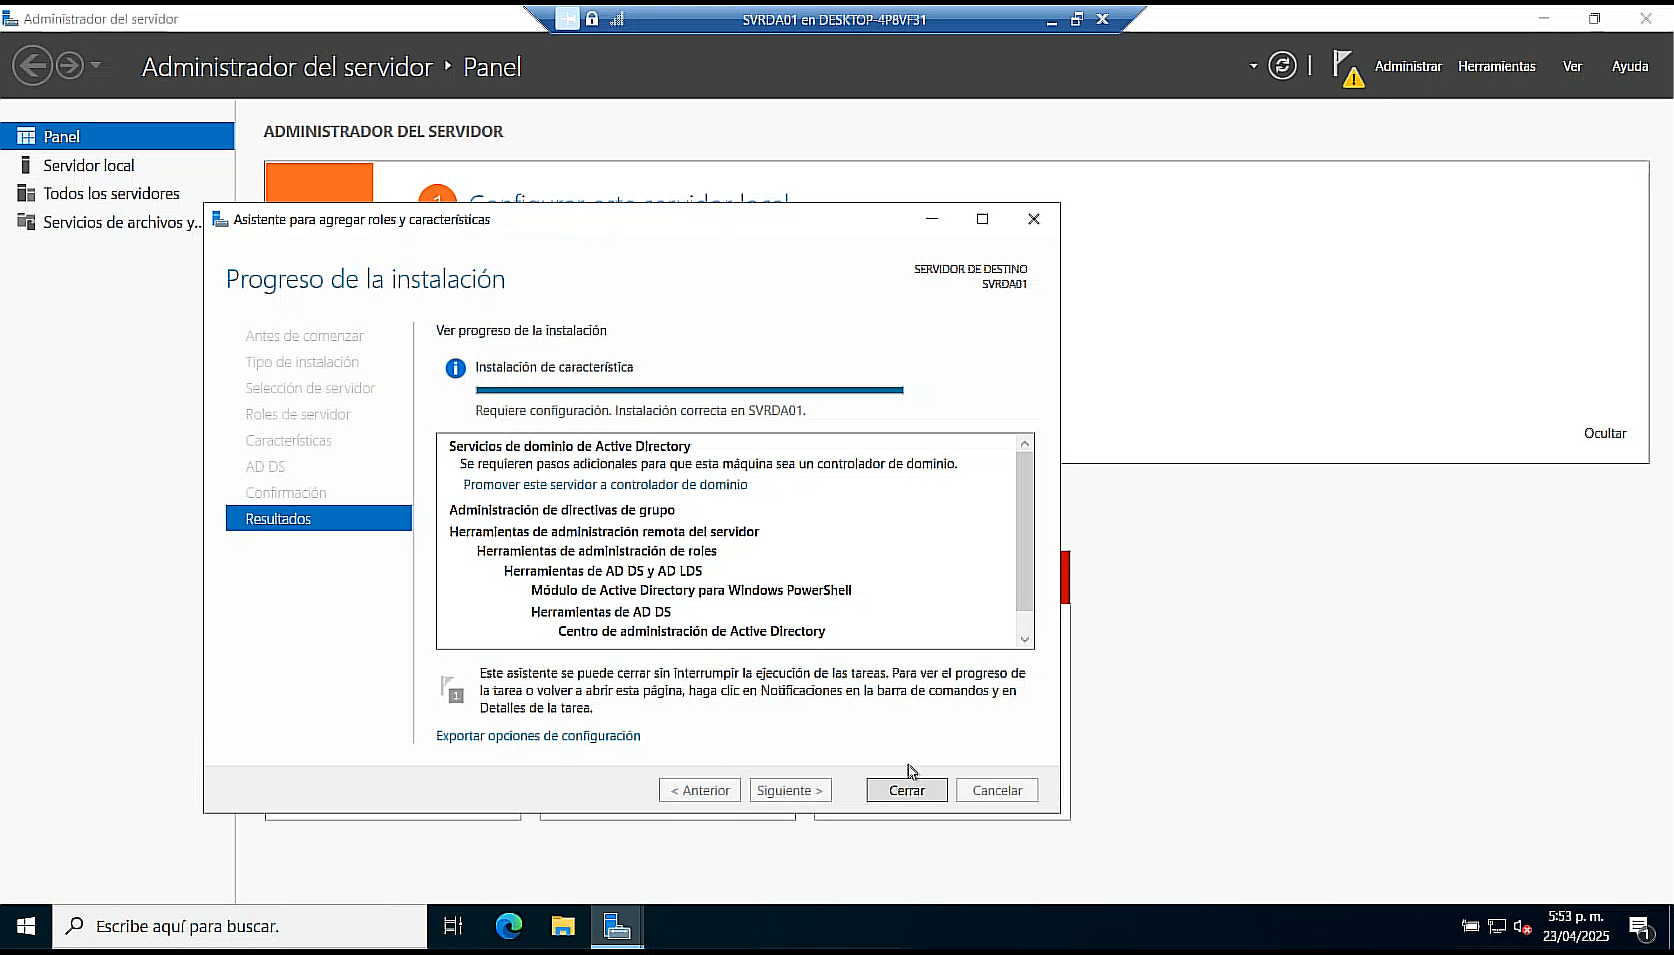 Administrador del servidor
SVRDA01 en DESKTOP-4P8VF31
Administrador del servidor
Panel
Administrar
Herramientas
Ver
Ayuda
Panel
Servidor local
Todos los servidores
Servicios de archivos y...
ADMINISTRADOR DEL SERVIDOR
1
Configurar este servidor local
Ocultar
Asistente para agregar roles y características
Progreso de la instalación
SERVIDOR DE DESTINO
SVRDA01
Antes de comenzar
Tipo de instalación
Selección de servidor
Roles de servidor
Características
AD DS
Confirmación
Resultados
Ver progreso de la instalación
Instalación de característica
Requiere configuración. Instalación correcta en SVRDA01.
Servicios de dominio de Active Directory
Se requieren pasos adicionales para que esta máquina sea un controlador de dominio.
Promover este servidor a controlador de dominio
Administración de directivas de grupo
Herramientas de administración remota del servidor
Herramientas de administración de roles
Herramientas de AD DS y AD LDS
Módulo de Active Directory para Windows PowerShell
Herramientas de AD DS
Centro de administración de Active Directory
1
Este asistente se puede cerrar sin interrumpir la ejecución de las tareas. Para ver el progreso de
la tarea o volver a abrir esta página, haga clic en Notificaciones en la barra de comandos y en
Detalles de la tarea.
Exportar opciones de configuración
< Anterior
Siguiente >
Cerrar
Cancelar
Escribe aquí para buscar.
5:53 p. m.
23/04/2025
1